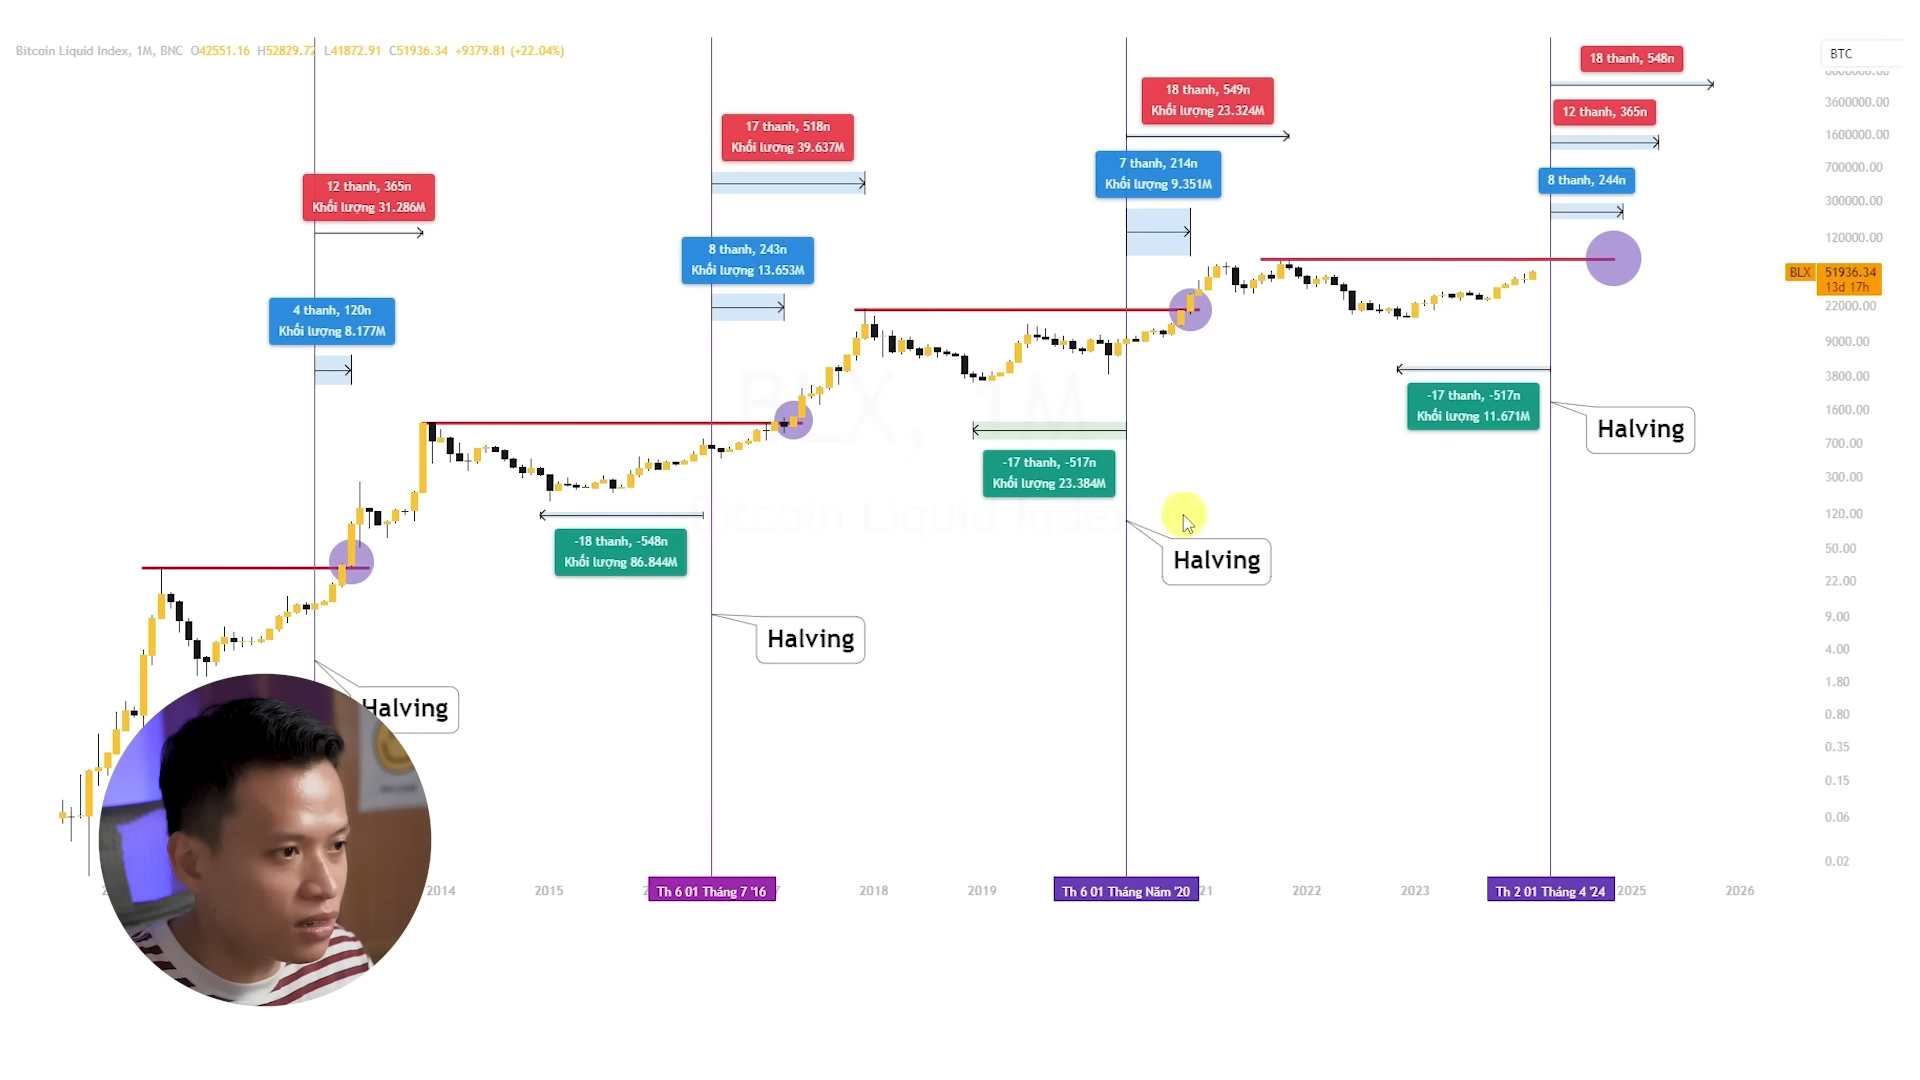 Bitcoin Liquid Index, 1M, BNC O42551.16 H52829.72 L41872.91 C51936.34 +9379.81 (+22.04%)
BTC
18 thanh, 548n
12 thanh, 365n
8 thanh, 244n
18 thanh, 549n
Khối lượng 23.324M
7 thanh, 214n
Khối lượng 9.351M
17 thanh, 518n
Khối lượng 39.637M
8 thanh, 243n
Khối lượng 13.653M
12 thanh, 365n
Khối lượng 31.286M
4 thanh, 120n
Khối lượng 8.177M
3600000.00
1600000.00
700000.00
300000.00
120000.00
BLX 51936.34
13d 17h
22000.00
9000.00
3800.00
1600.00
700.00
300.00
120.00
50.00
22.00
9.00
4.00
1.80
0.80
0.35
0.15
0.06
0.02
BLX, 1M
Bitcoin Liquid Index
-17 thanh, -517n
Khối lượng 11.671M
Halving
-17 thanh, -517n
Khối lượng 23.384M
Halving
-18 thanh, -548n
Khối lượng 86.844M
Halving
Halving
2014
2015
Th 6 01 Tháng 7 '16
2018
2019
Th 6 01 Tháng Năm '20
21
2022
2023
Th 2 01 Tháng 4 '24
2025
2026